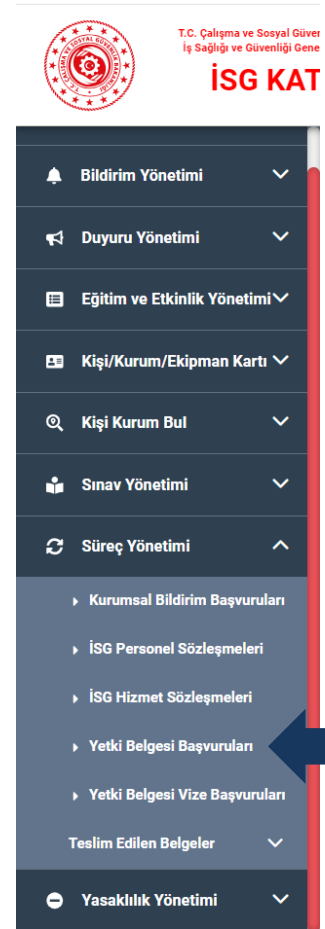 T.C. Çalışma ve Sosyal Güver
İş Sağlığı ve Güvenliği Gene
İSG KAT
Bildirim Yönetimi
Duyuru Yönetimi
Eğitim ve Etkinlik Yönetimi
Kişi/Kurum/Ekipman Kartı
Kişi Kurum Bul
Sınav Yönetimi
Süreç Yönetimi
Kurumsal Bildirim Başvuruları
İSG Personel Sözleşmeleri
İSG Hizmet Sözleşmeleri
Yetki Belgesi Başvuruları
Yetki Belgesi Vize Başvuruları
Teslim Edilen Belgeler
Yasaklılık Yönetimi